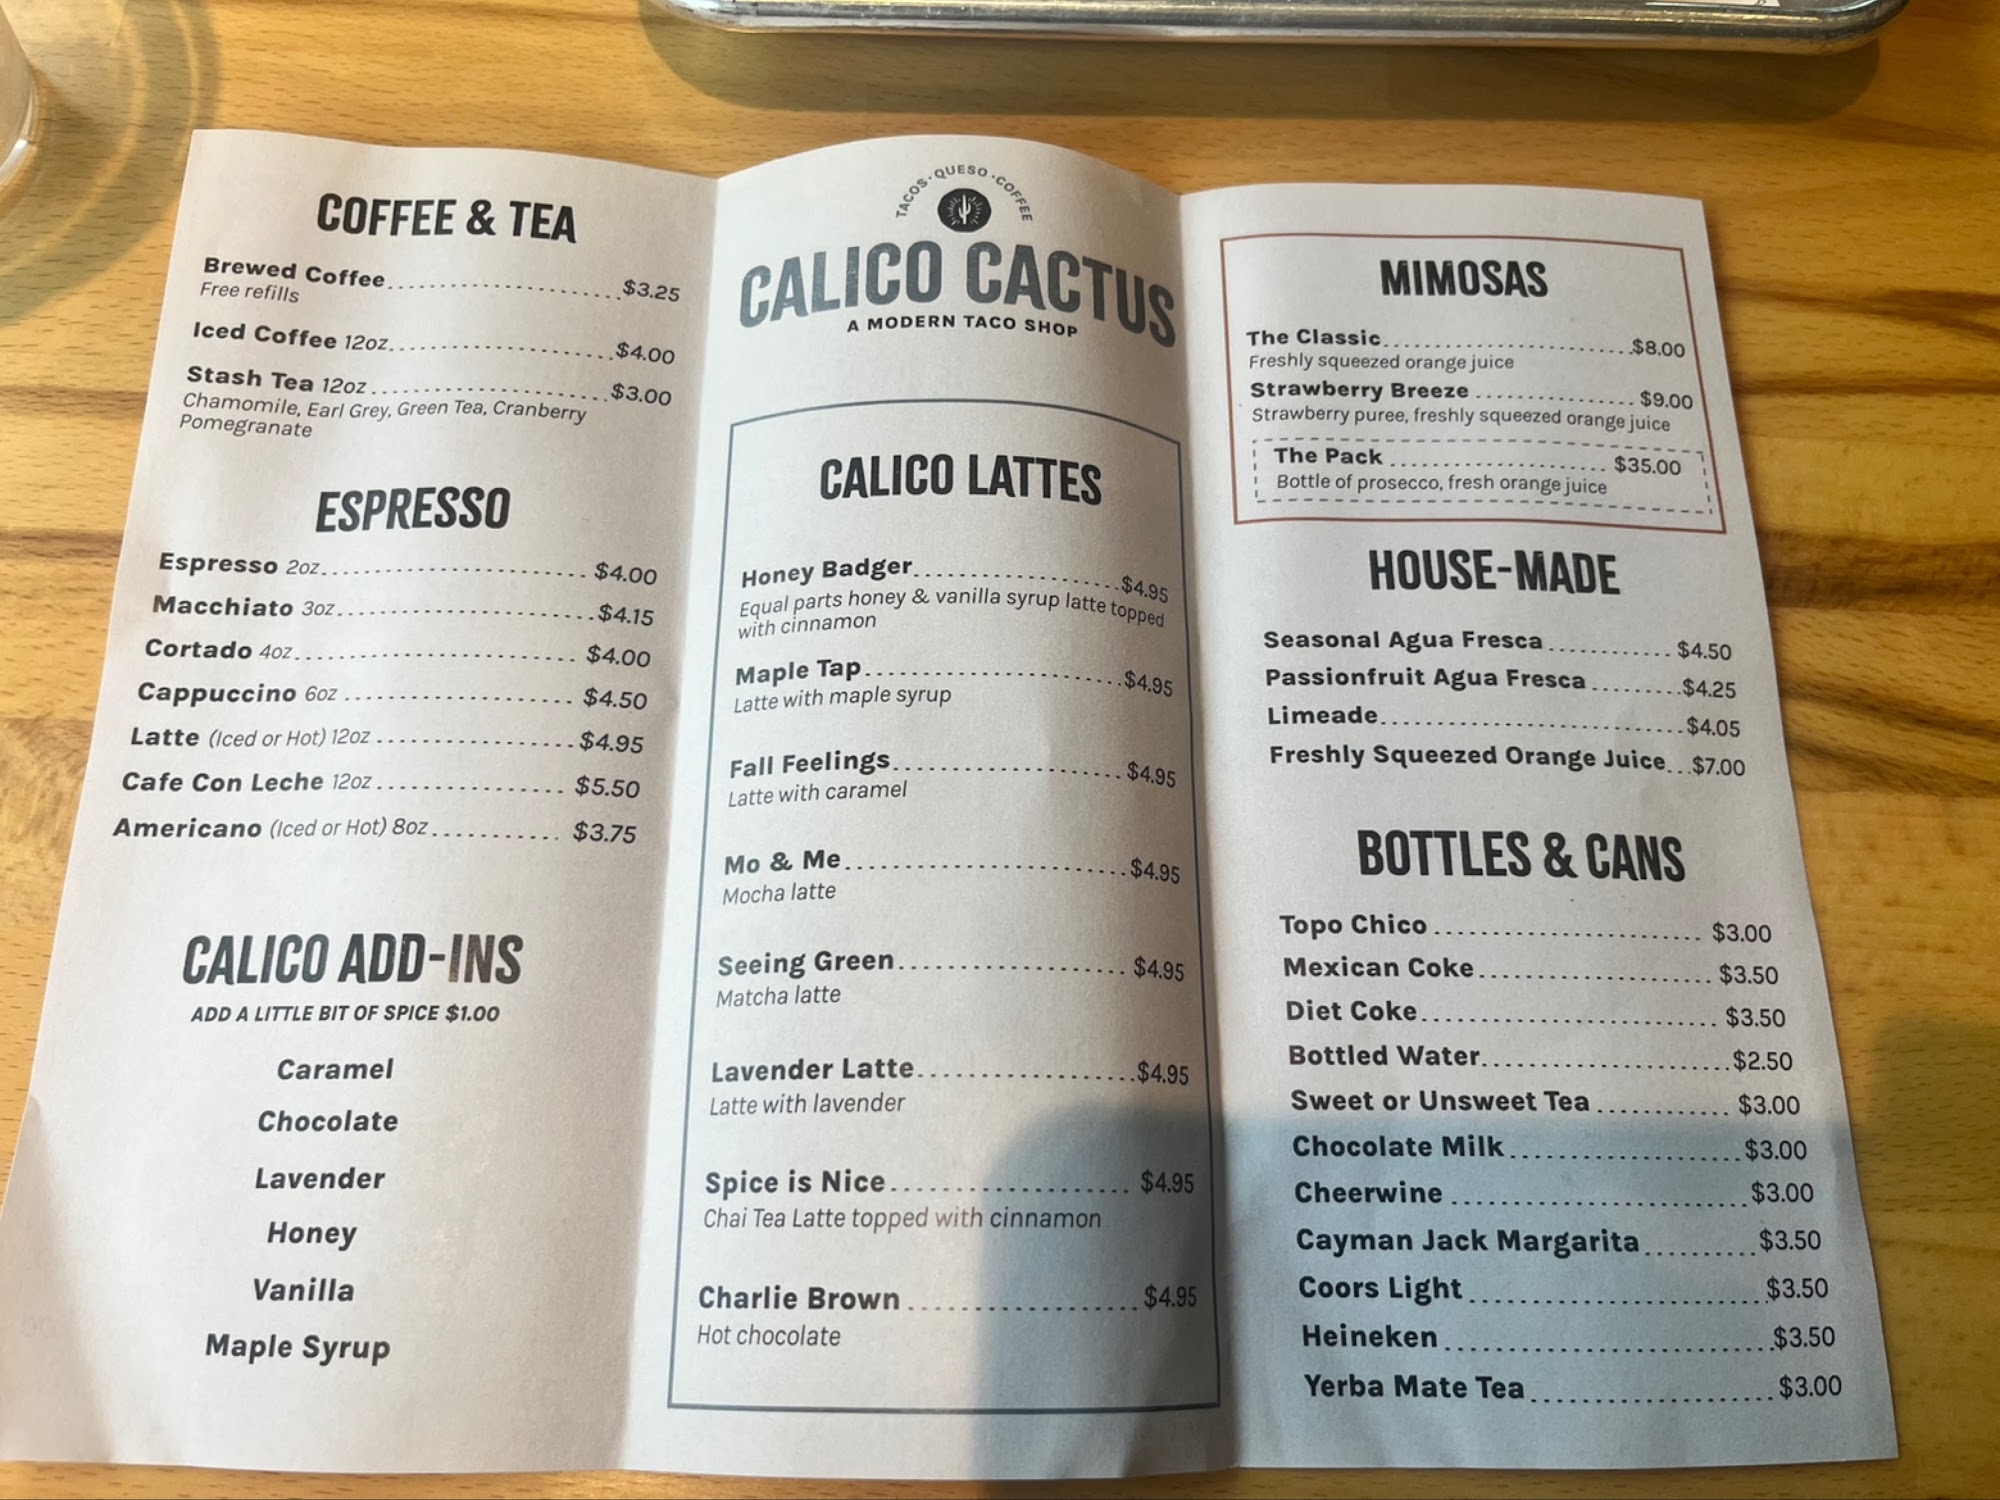 COFFEE & TEA
Brewed Coffee $3.25
Free refills
Iced Coffee 12oz $4.00
Stash Tea 12oz $3.00
Chamomile, Earl Grey, Green Tea, Cranberry
Pomegranate
ESPRESSO
Espresso 2oz $4.00
Macchiato 3oz $4.15
Cortado 4oz $4.00
Cappuccino 6oz $4.50
Latte (Iced or Hot) 12oz $4.95
Cafe Con Leche 12oz $5.50
Americano (Iced or Hot) 8oz $3.75
CALICO ADD-INS
ADD A LITTLE BIT OF SPICE $1.00
Caramel
Chocolate
Lavender
Honey
Vanilla
Maple Syrup
TACOS · QUESO · COFFEE
CALICO CACTUS
A MODERN TACO SHOP
CALICO LATTES
Honey Badger $4.95
Equal parts honey & vanilla syrup latte topped
with cinnamon
Maple Tap $4.95
Latte with maple syrup
Fall Feelings $4.95
Latte with caramel
Mo & Me $4.95
Mocha latte
Seeing Green $4.95
Matcha latte
Lavender Latte $4.95
Latte with lavender
Spice is Nice $4.95
Chai Tea Latte topped with cinnamon
Charlie Brown $4.95
Hot chocolate
MIMOSAS
The Classic $8.00
Freshly squeezed orange juice
Strawberry Breeze $9.00
Strawberry puree, freshly squeezed orange juice
The Pack $35.00
Bottle of prosecco, fresh orange juice
HOUSE-MADE
Seasonal Agua Fresca $4.50
Passionfruit Agua Fresca $4.25
Limeade $4.05
Freshly Squeezed Orange Juice $7.00
BOTTLES & CANS
Topo Chico $3.00
Mexican Coke $3.50
Diet Coke $3.50
Bottled Water $2.50
Sweet or Unsweet Tea $3.00
Chocolate Milk $3.00
Cheerwine $3.00
Cayman Jack Margarita $3.50
Coors Light $3.50
Heineken $3.50
Yerba Mate Tea $3.00